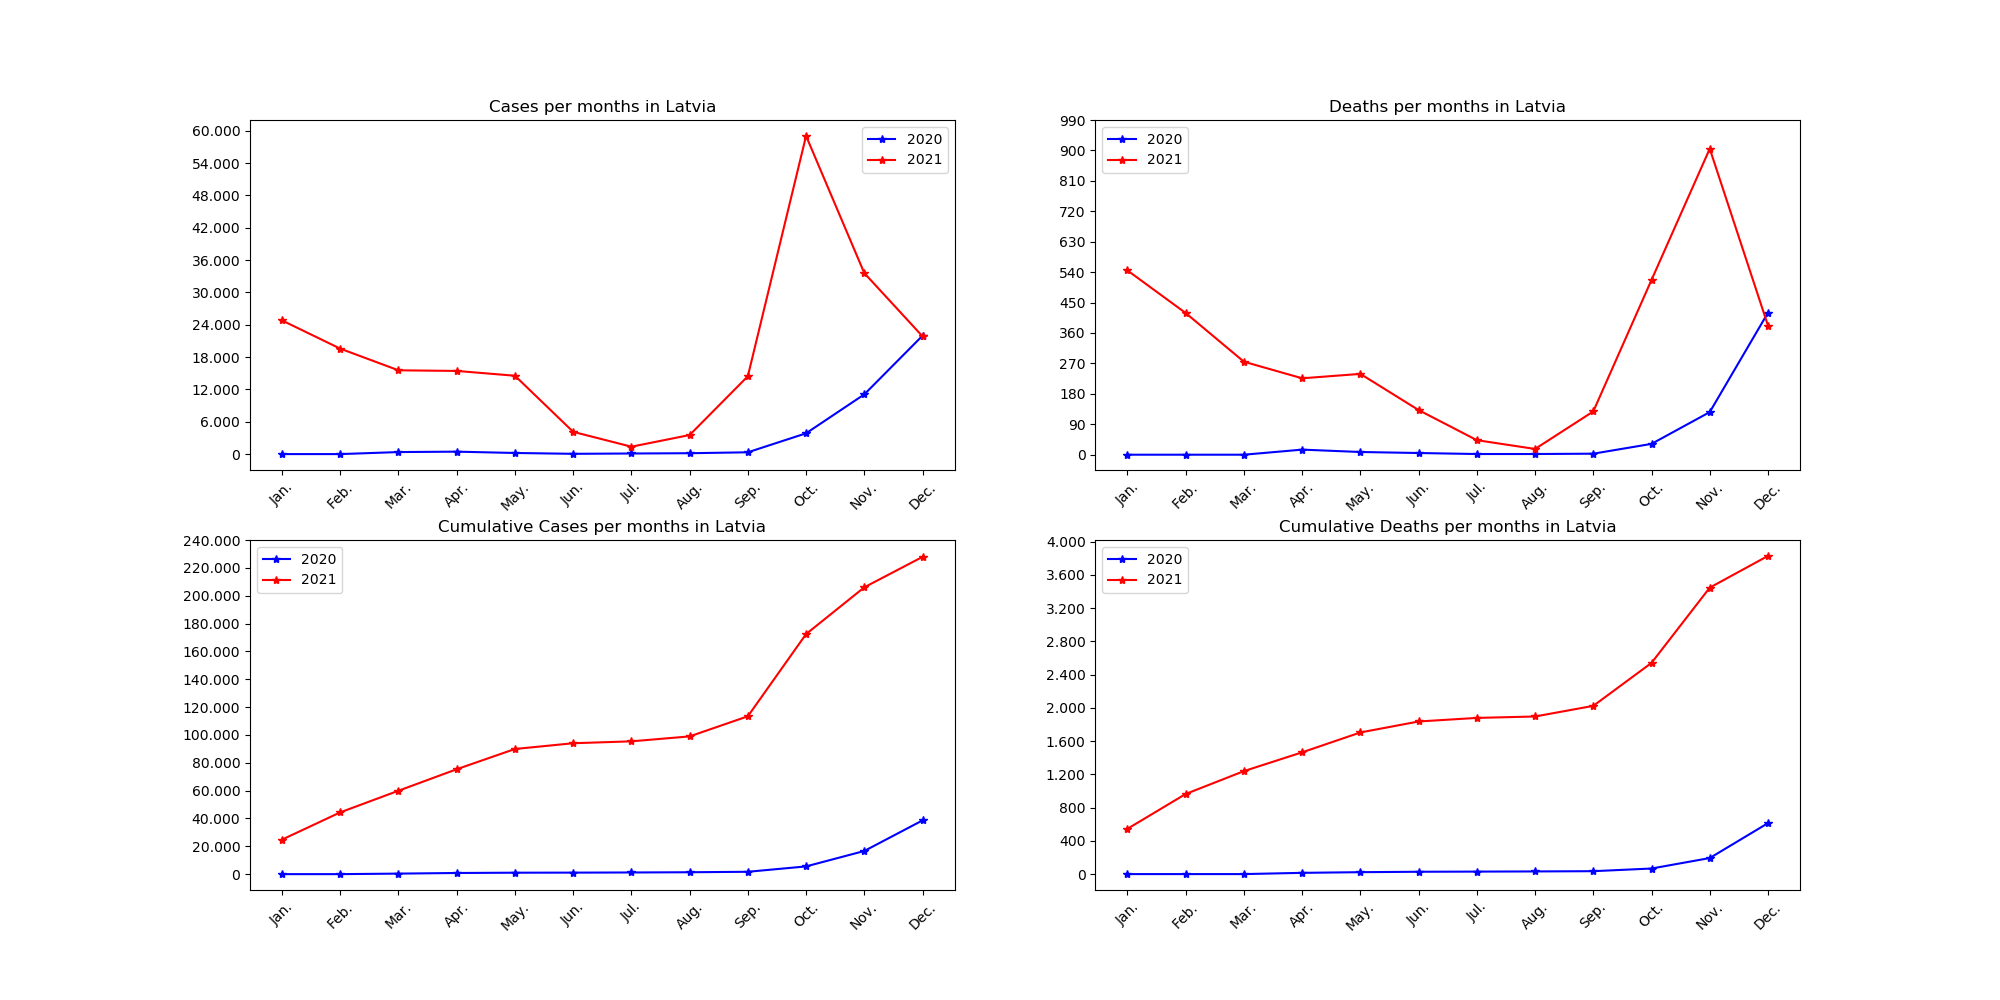 Cases per months in Latvia
60.000
54.000
48.000
42.000
36.000
30.000
24.000
18.000
12.000
6.000
0
2020
2021
Jan.
Feb.
Mar.
Apr.
May.
Jun.
Jul.
Aug.
Sep.
Oct.
Nov.
Dec.
Deaths per months in Latvia
990
900
810
720
630
540
450
360
270
180
90
0
2020
2021
Jan.
Feb.
Mar.
Apr.
May.
Jun.
Jul.
Aug.
Sep.
Oct.
Nov.
Dec.
Cumulative Cases per months in Latvia
240.000
220.000
200.000
180.000
160.000
140.000
120.000
100.000
80.000
60.000
40.000
20.000
0
2020
2021
Jan.
Feb.
Mar.
Apr.
May.
Jun.
Jul.
Aug.
Sep.
Oct.
Nov.
Dec.
Cumulative Deaths per months in Latvia
4.000
3.600
3.200
2.800
2.400
2.000
1.600
1.200
800
400
0
2020
2021
Jan.
Feb.
Mar.
Apr.
May.
Jun.
Jul.
Aug.
Sep.
Oct.
Nov.
Dec.